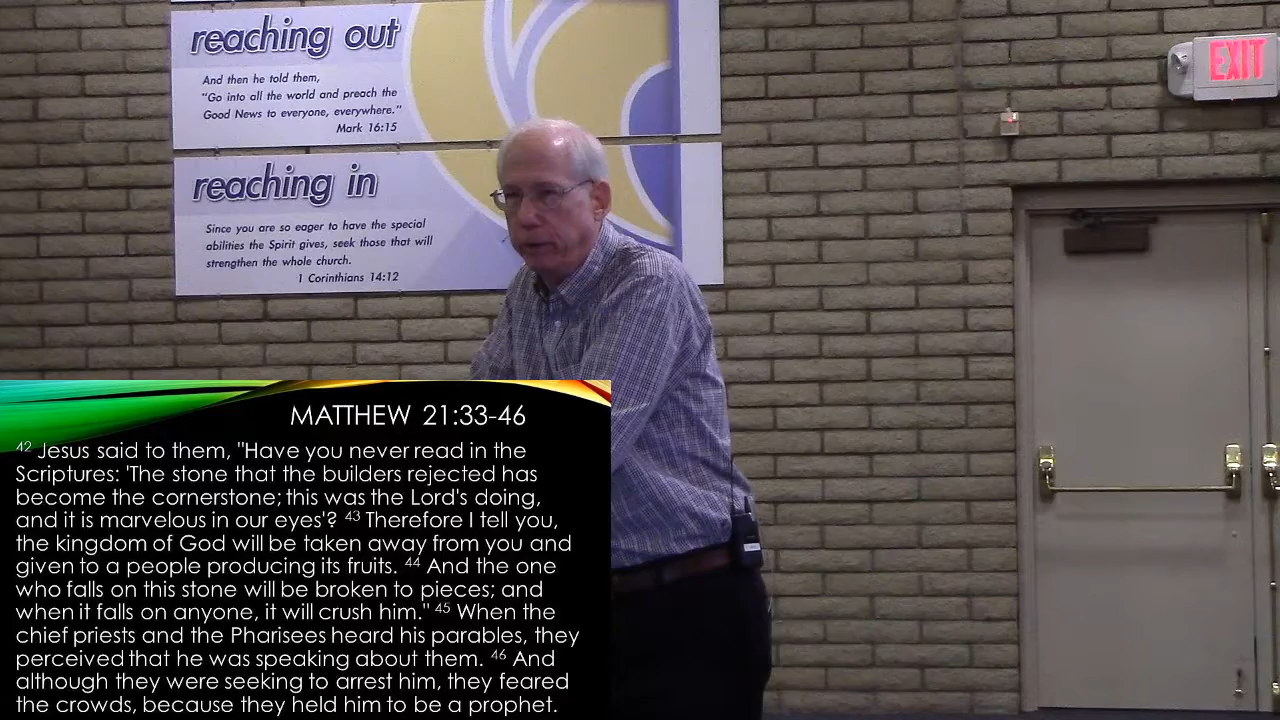 reaching out
And then he told them,
"Go into all the world and preach the
Good News to everyone, everywhere."
Mark 16:15
reaching in
Since you are so eager to have the special
abilities the Spirit gives, seek those that will
strengthen the whole church.
1 Corinthians 14:12
EXIT
MATTHEW 21:33-46
42 Jesus said to them, "Have you never read in the
Scriptures: 'The stone that the builders rejected has
become the cornerstone; this was the Lord's doing,
and it is marvelous in our eyes'? 43 Therefore I tell you,
the kingdom of God will be taken away from you and
given to a people producing its fruits. 44 And the one
who falls on this stone will be broken to pieces; and
when it falls on anyone, it will crush him." 45 When the
chief priests and the Pharisees heard his parables, they
perceived that he was speaking about them. 46 And
although they were seeking to arrest him, they feared
the crowds, because they held him to be a prophet.